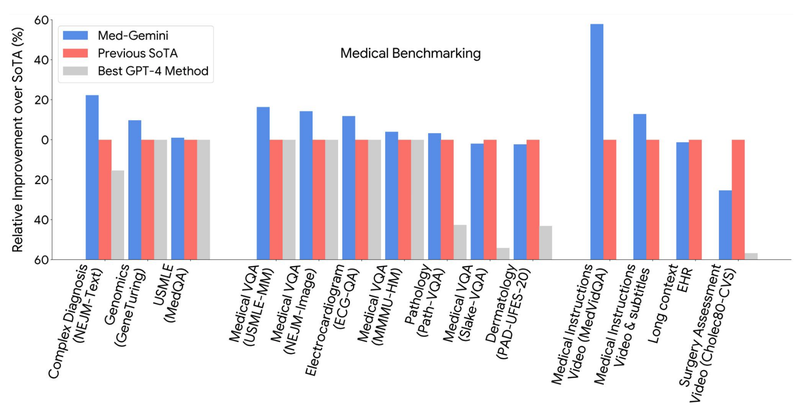 Relative Improvement over SoTA (%)
60
40
20
0
20
40
60
Med-Gemini
Previous SoTA
Best GPT-4 Method
Medical Benchmarking
Complex Diagnosis
(NEJM-Text)
Genomics
(GeneTuring)
USMLE
(MedQA)
Medical VQA
(USMLE-MM)
Medical VQA
(NEJM-Image)
Electrocardiogram
(ECG-QA)
Medical VQA
(MMMU-HM)
Pathology
(Path-VQA)
Medical VQA
(Slake-VQA)
Dermatology
(PAD-UFES-20)
Medical Instructions
Video (MedVidQA)
Medical Instructions
Video & subtitles
Long context
EHR
Surgery Assessment
Video (Cholec80-CVS)